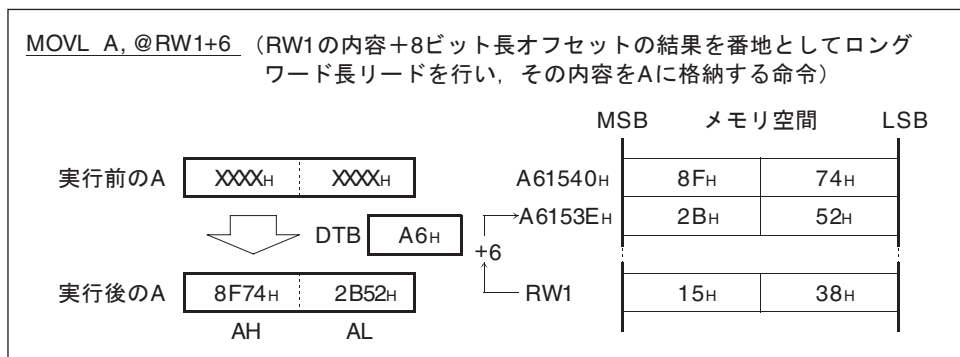 MOVL A, @RW1+6 (RW1の内容+8ビット長オフセットの結果を番地としてロング
ワード長リードを行い,その内容をAに格納する命令)
MSB メモリ空間 LSB
実行前のA XXXXH XXXXH A61540H 8FH 74H
DTB A6H A6153EH 2BH 52H
+6
実行後のA 8F74H 2B52H RW1 15H 38H
AH AL